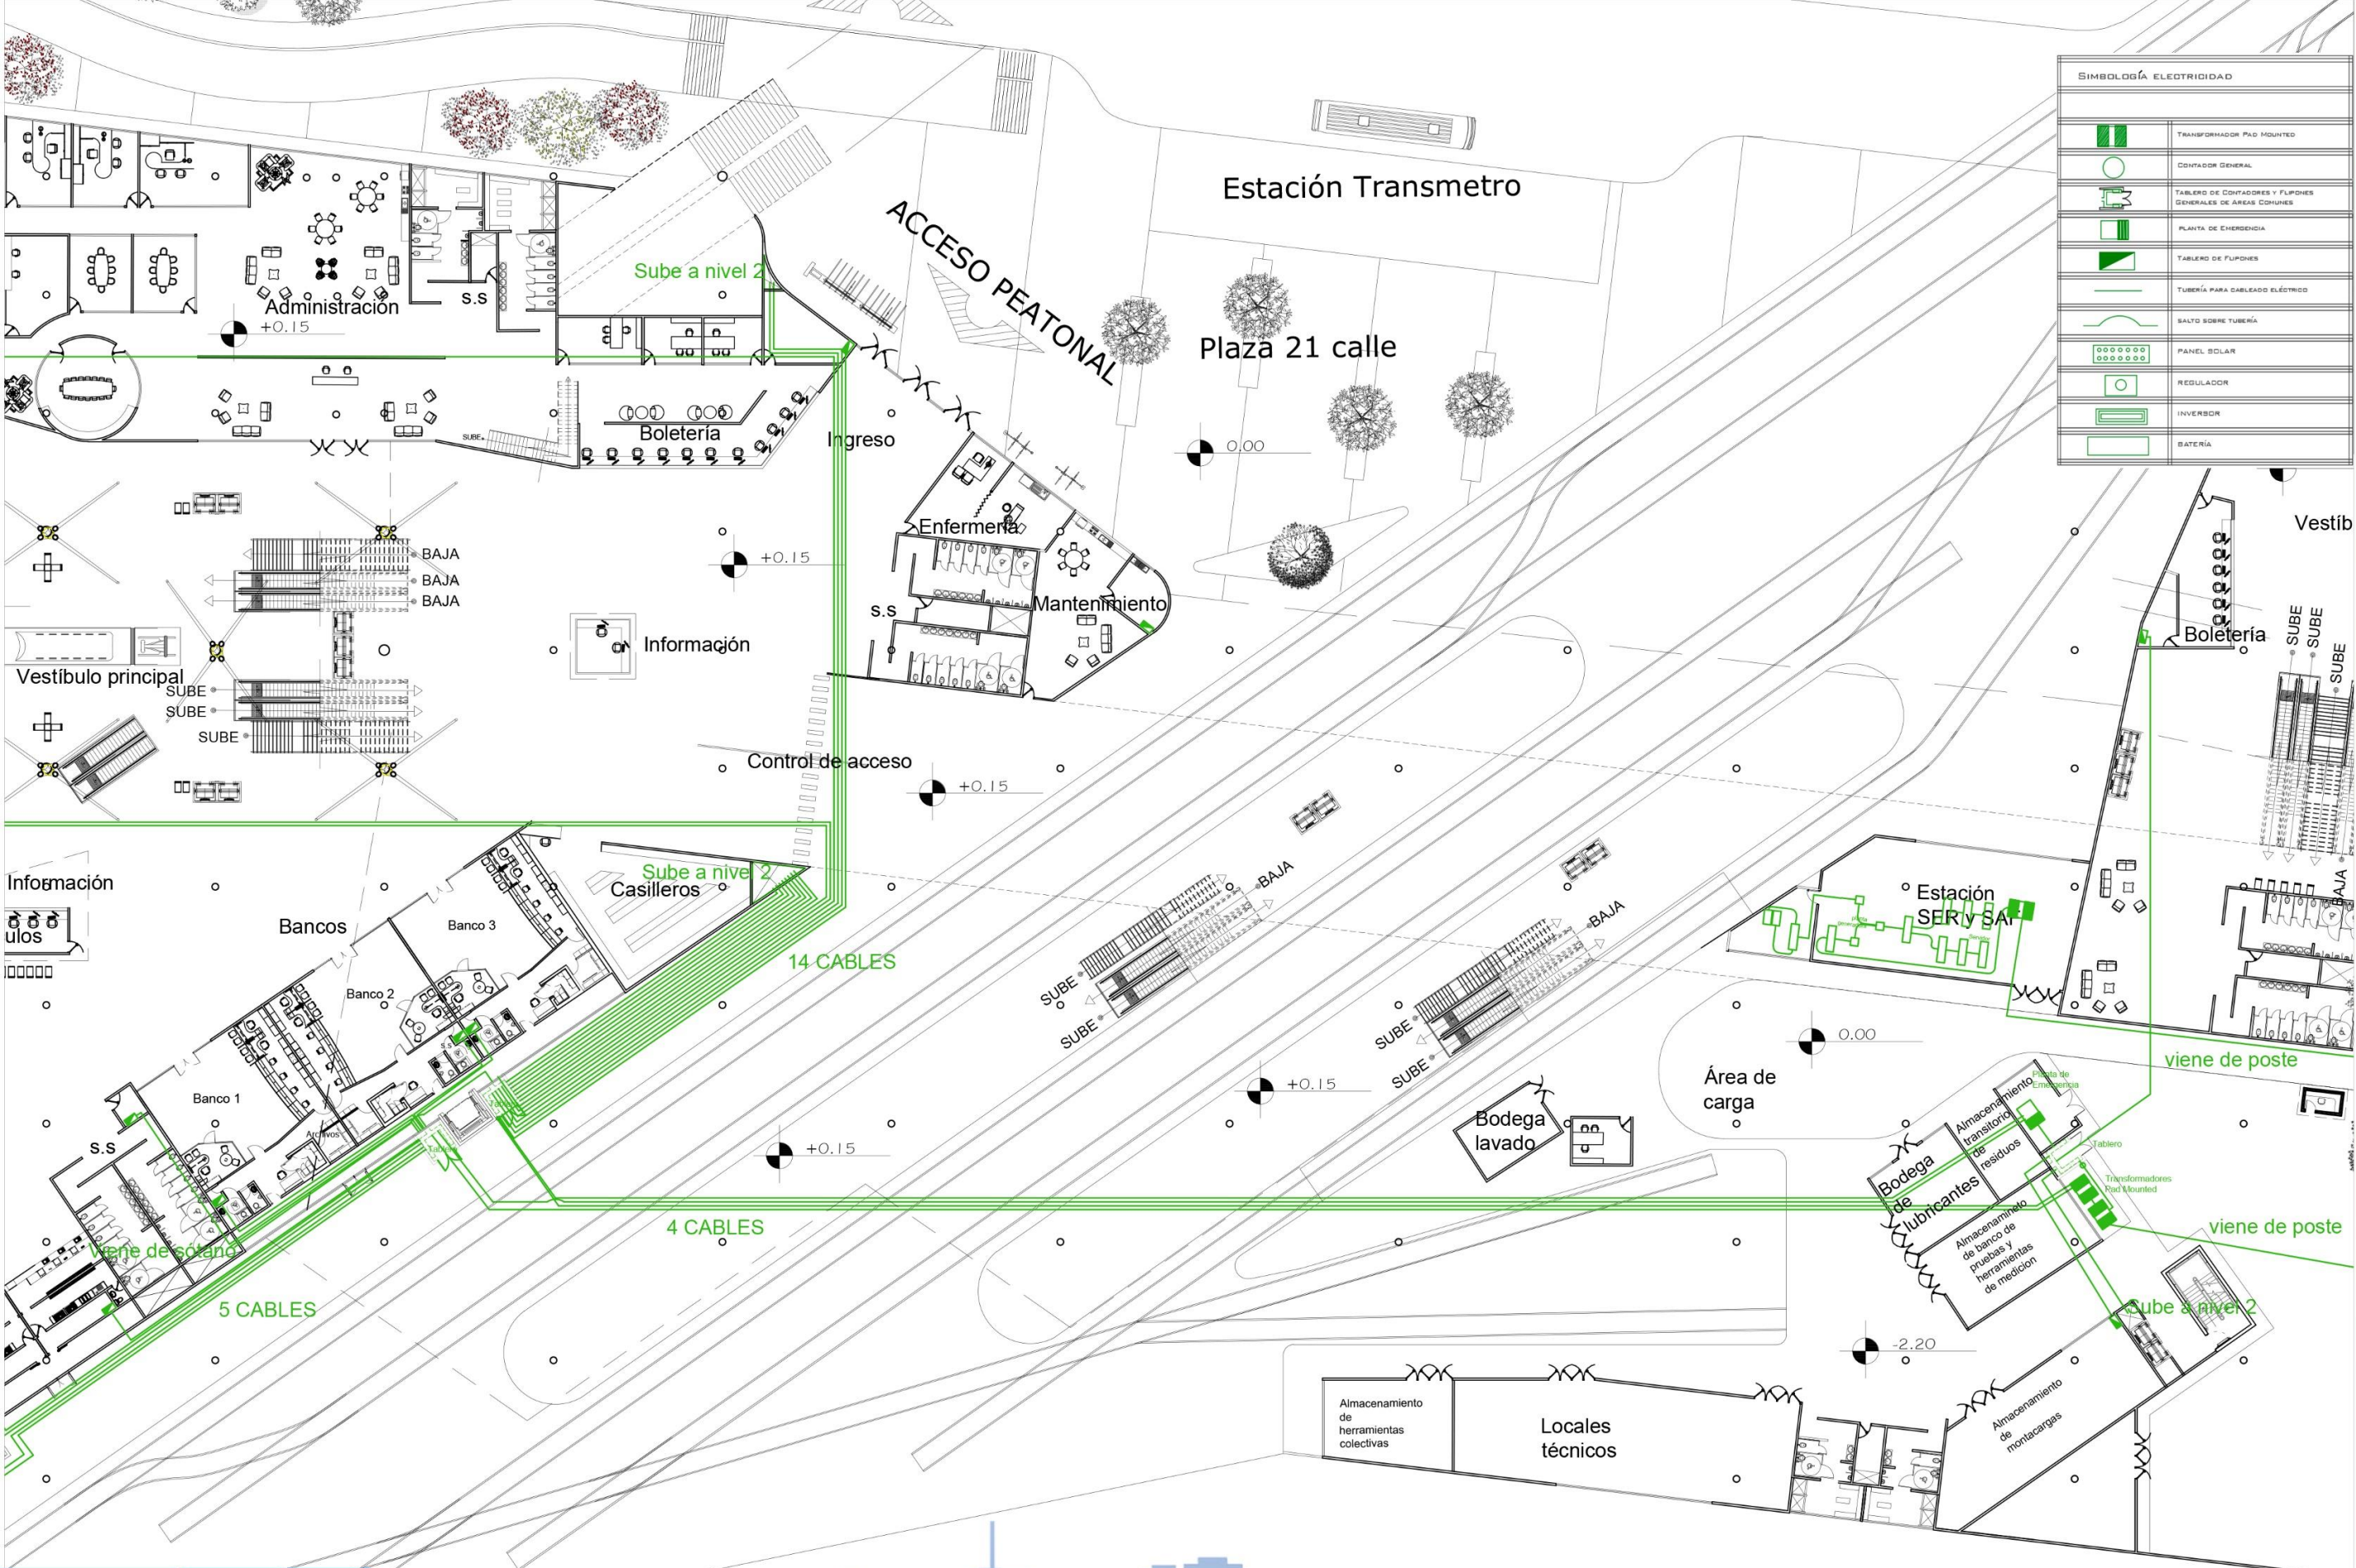 SIMBOLOGÍA ELECTRICIDAD
TRANSFORMADOR PAD MOUNTED
CONTADOR GENERAL
TABLERO DE CONTADORES Y FLIPONES
GENERALES DE AREAS COMUNES
PLANTA DE EMERGENCIA
TABLERO DE FLIPONES
TUBERÍA PARA CABLEADO ELÉCTRICO
SALTO SOBRE TUBERÍA
PANEL SOLAR
REGULADOR
INVERSOR
BATERÍA
Estación Transmetro
ACCESO PEATONAL
Sube a nivel 2
s.s
Administración
+0.15
Plaza 21 calle
SUBE
Boletería
Ingreso
0.00
Enfermería
BAJA
BAJA
BAJA
+0.15
s.s
Mantenimiento
Información
Vestíb
Boletería
SUBE
SUBE
SUBE
BAJA
Vestíbulo principal
SUBE
SUBE
SUBE
Control de acceso
+0.15
Sube a nivel 2
Casilleros
Información
ulos
Bancos
Banco 3
14 CABLES
Banco 2
s.s
BAJA
SUBE
SUBE
BAJA
SUBE
SUBE
Estación
SER y SAI
0.00
viene de poste
Banco 1
Archivos
s.s
+0.15
+0.15
Área de
carga
Bodega
lavado
Planta de
Emergencia
Almacenamiento
transitorio
de
residuos
Tablero
Transformadores
Pad Mounted
Bodega
de
lubricantes
Almacenamineto
de banco de
pruebas y
herramientas
de medicion
viene de poste
4 CABLES
Viene de sótano
5 CABLES
Sube a nivel 2
-2.20
Almacenamiento
de
herramientas
colectivas
Locales
técnicos
Almacenamiento
de
montacargas